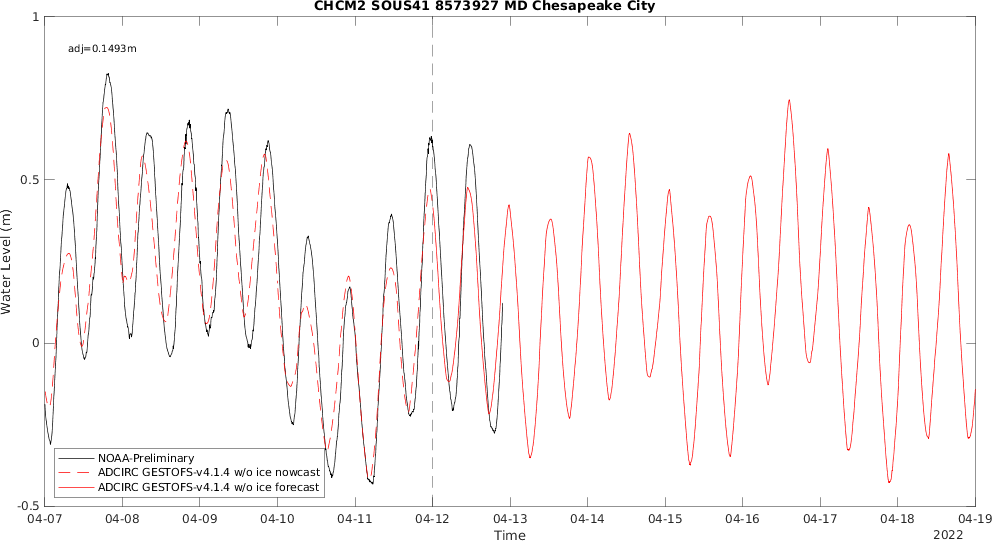 CHCM2 SOUS41 8573927 MD Chesapeake City
adj=0.1493m
1
0.5
0
-0.5
Water Level (m)
NOAA-Preliminary
ADCIRC GESTOFS-v4.1.4 w/o ice nowcast
ADCIRC GESTOFS-v4.1.4 w/o ice forecast
04-07 04-08 04-09 04-10 04-11 04-12 04-13 04-14 04-15 04-16 04-17 04-18 04-19
Time
2022